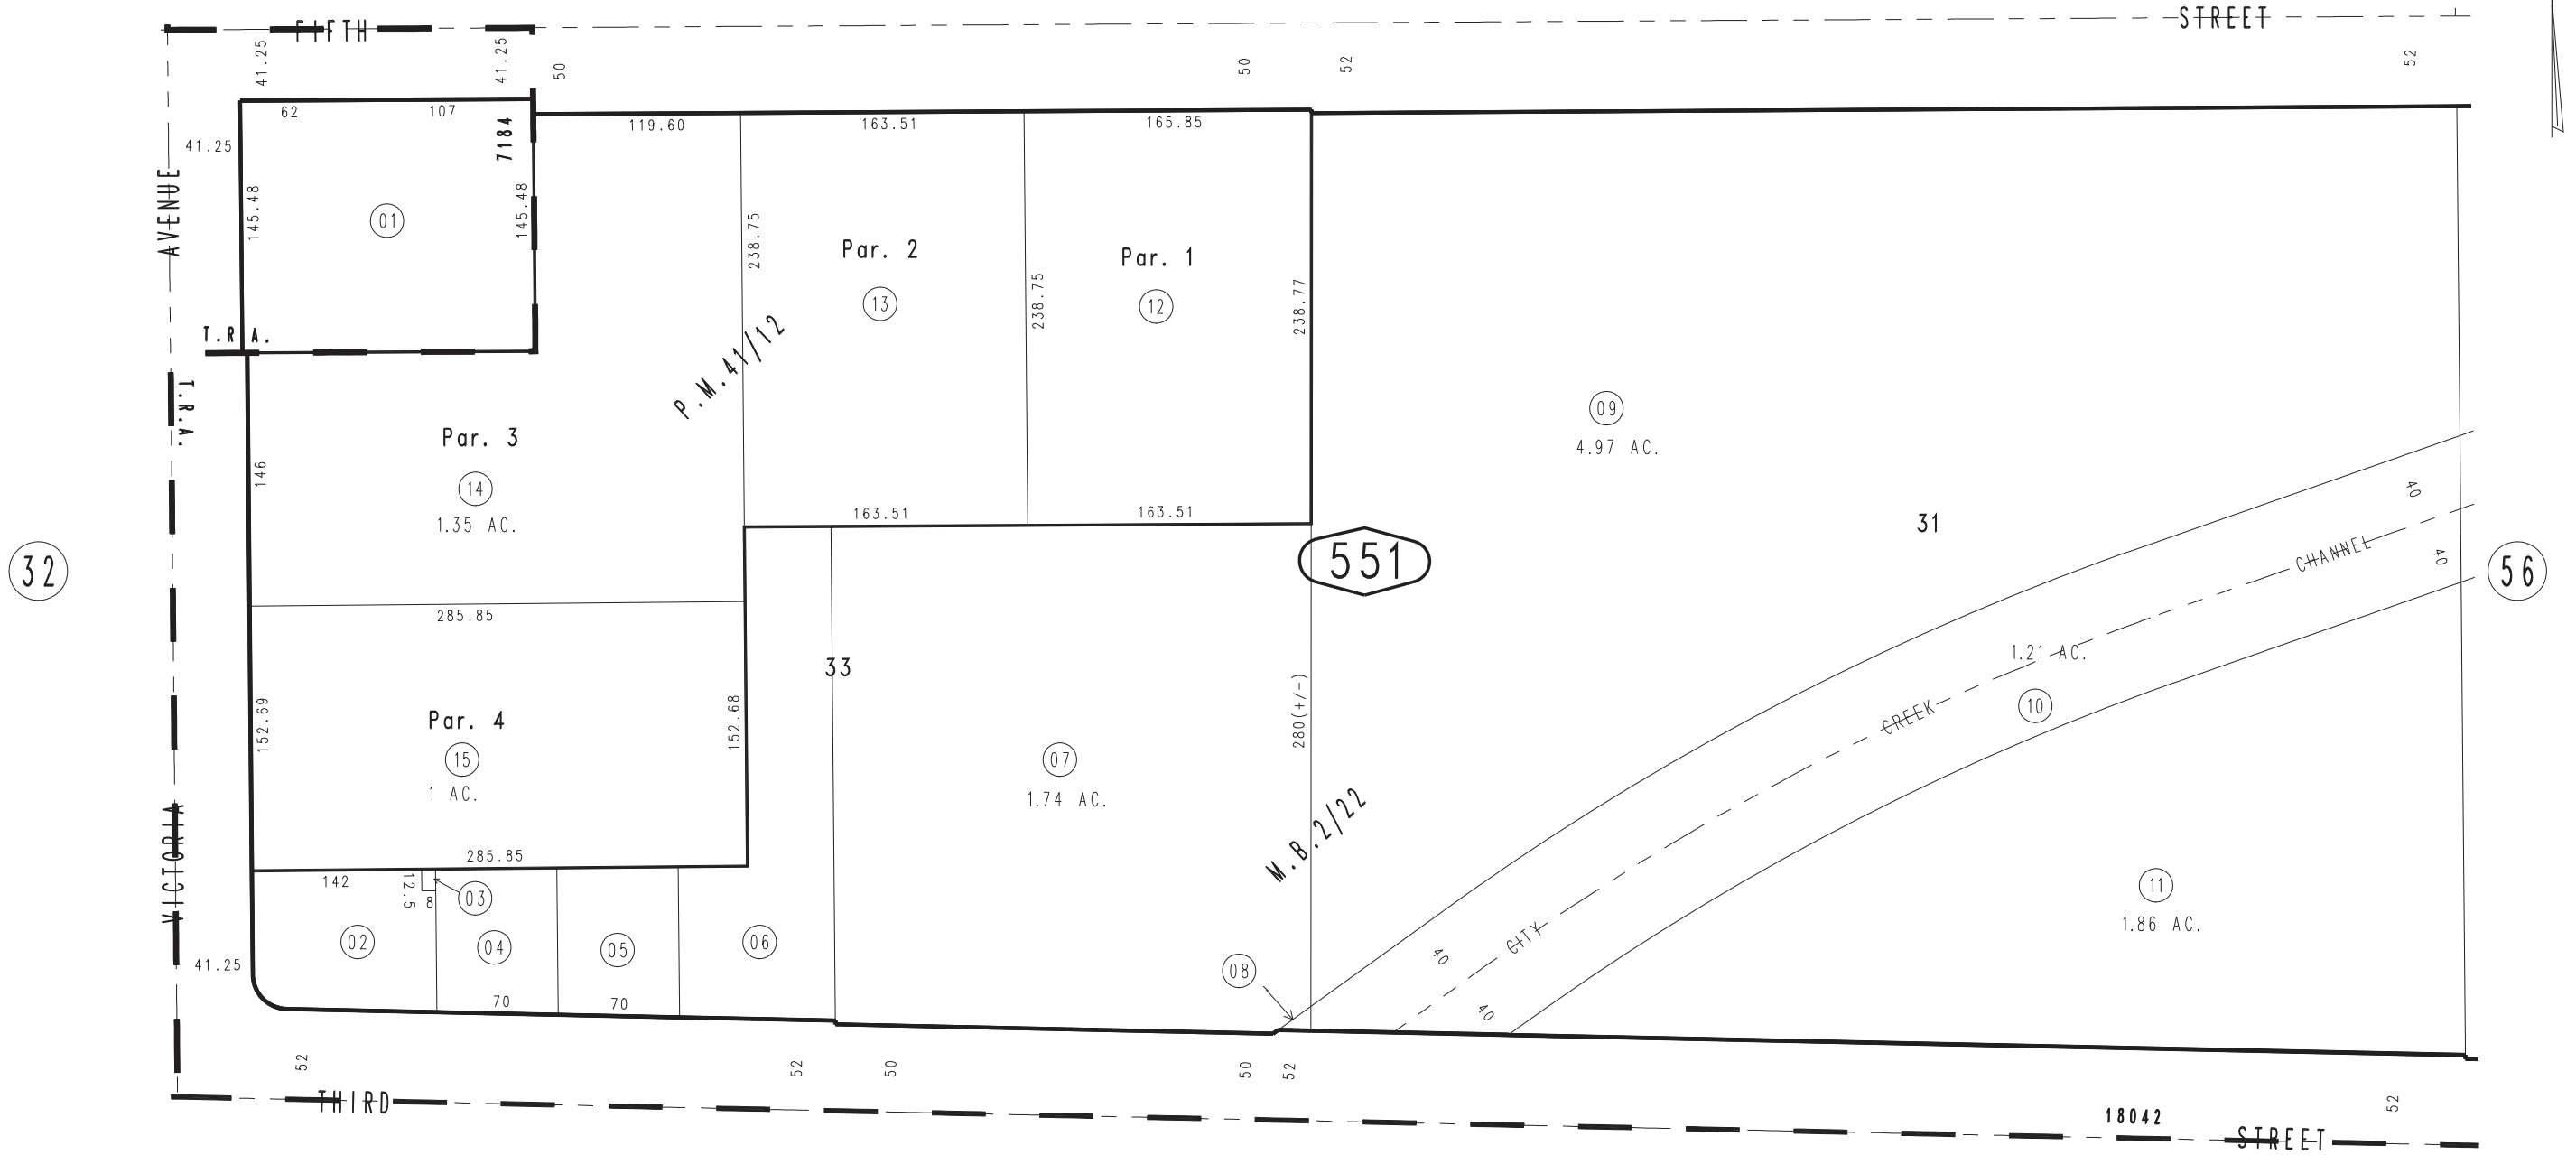 FIFTH
STREET
41.25
41.25
50
50
52
52
62
107
119.60
163.51
165.85
41.25
7184
AVENUE
145.48
145.48
01
238.75
Par. 2
13
238.75
Par. 1
12
238.77
T.R.A.
T.R.A.
P.M.41/12
09
4.97 AC.
Par. 3
14
1.35 AC.
146
163.51
163.51
31
40
32
551
CHANNEL
40
56
285.85
33
1.21 AC.
10
CREEK
152.69
Par. 4
15
1 AC.
152.68
280(+/-)
07
1.74 AC.
M.B.2/22
VICTORIA
285.85
142
12.5
8
03
11
1.86 AC.
02
04
05
06
40
CITY
41.25
08
70
70
40
52
52
50
50
52
52
THIRD
18042
STREET